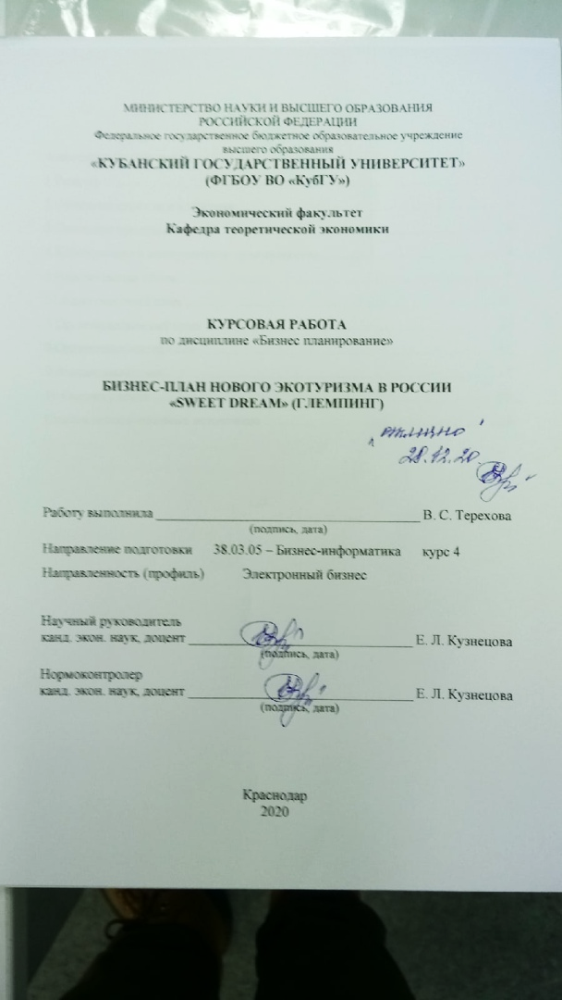 МИНИСТЕРСТВО НАУКИ И ВЫСШЕГО ОБРАЗОВАНИЯ
РОССИЙСКОЙ ФЕДЕРАЦИИ
Федеральное государственное бюджетное образовательное учреждение
высшего образования
«КУБАНСКИЙ ГОСУДАРСТВЕННЫЙ УНИВЕРСИТЕТ»
(ФГБОУ ВО «КубГУ»)
Экономический факультет
Кафедра теоретической экономики
КУРСОВАЯ РАБОТА
по дисциплине «Бизнес планирование»
БИЗНЕС-ПЛАН НОВОГО ЭКОТУРИЗМА В РОССИИ
«SWEET DREAM» (ГЛЕМПИНГ)
"отлично"
28.12.20.
Работу выполнила В. С. Терехова
(подпись, дата)
Направление подготовки 38.03.05 – Бизнес-информатика курс 4
Направленность (профиль) Электронный бизнес
Научный руководитель
канд. экон. наук, доцент Е. Л. Кузнецова
(подпись, дата)
Нормоконтролер
канд. экон. наук, доцент Е. Л. Кузнецова
(подпись, дата)
Краснодар
2020